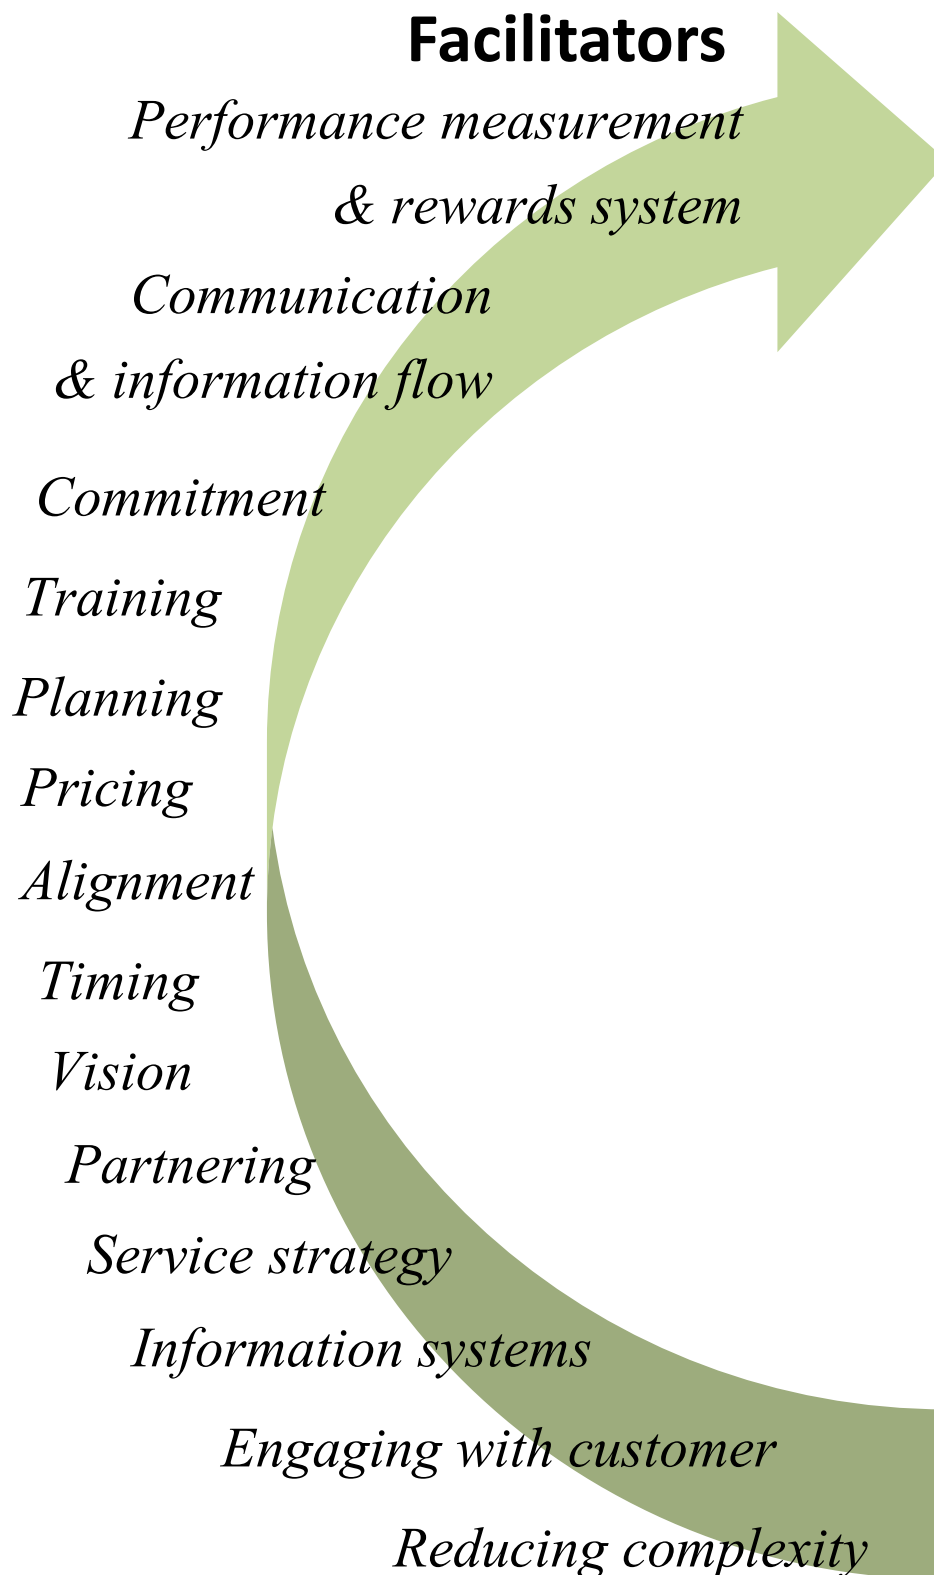 Facilitators
Performance measurement
& rewards system
Communication
& information flow
Commitment
Training
Planning
Pricing
Alignment
Timing
Vision
Partnering
Service strategy
Information systems
Engaging with customer
Reducing complexity